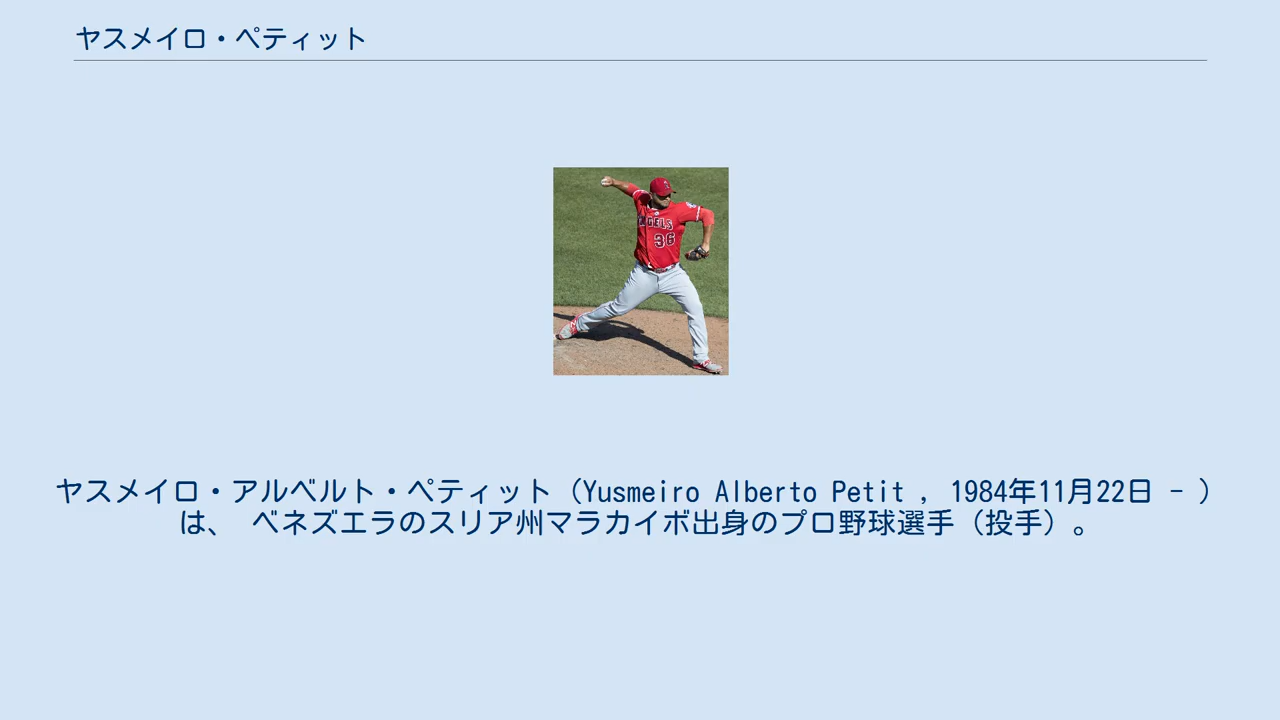 ヤスメイロ・ペティット
ANGELS
36
ヤスメイロ・アルベルト・ペティット（Yusmeiro Alberto Petit , 1984年11月22日 - ）
は、 ベネズエラのスリア州マラカイボ出身のプロ野球選手（投手）。